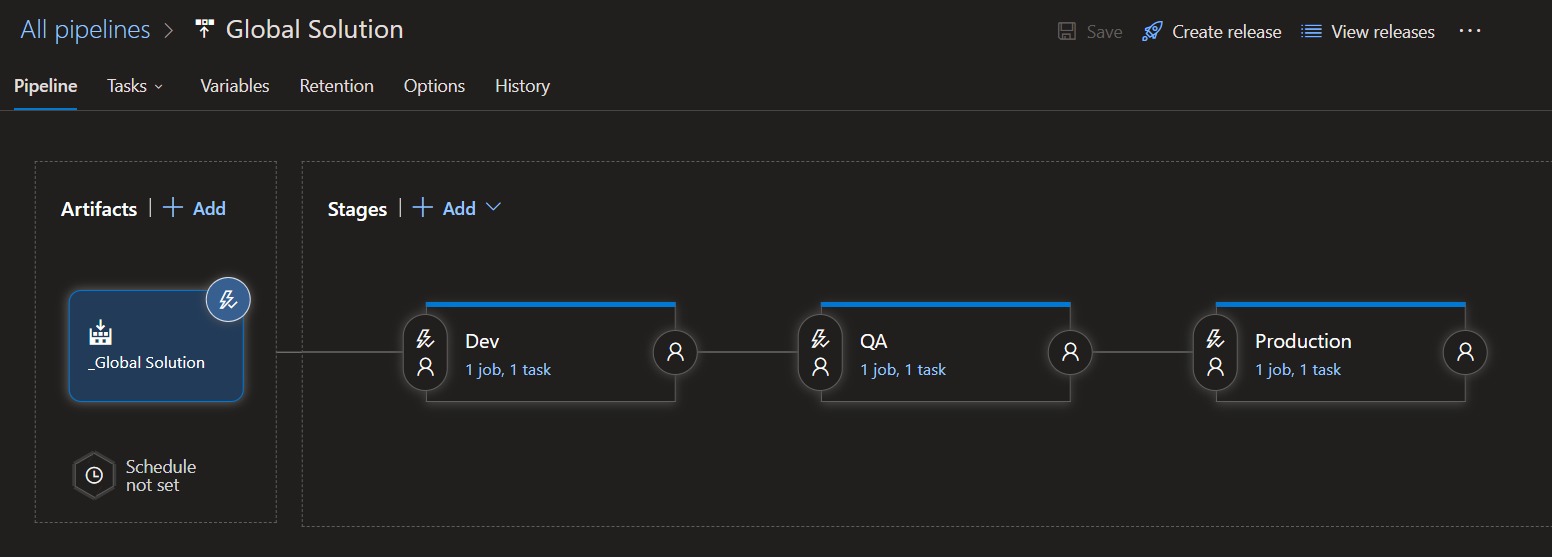 All pipelines > Global Solution
Save Create release View releases ...
Pipeline Tasks Variables Retention Options History
Artifacts | + Add
Stages | + Add
_Global Solution
Dev
1 job, 1 task
QA
1 job, 1 task
Production
1 job, 1 task
Schedule
not set